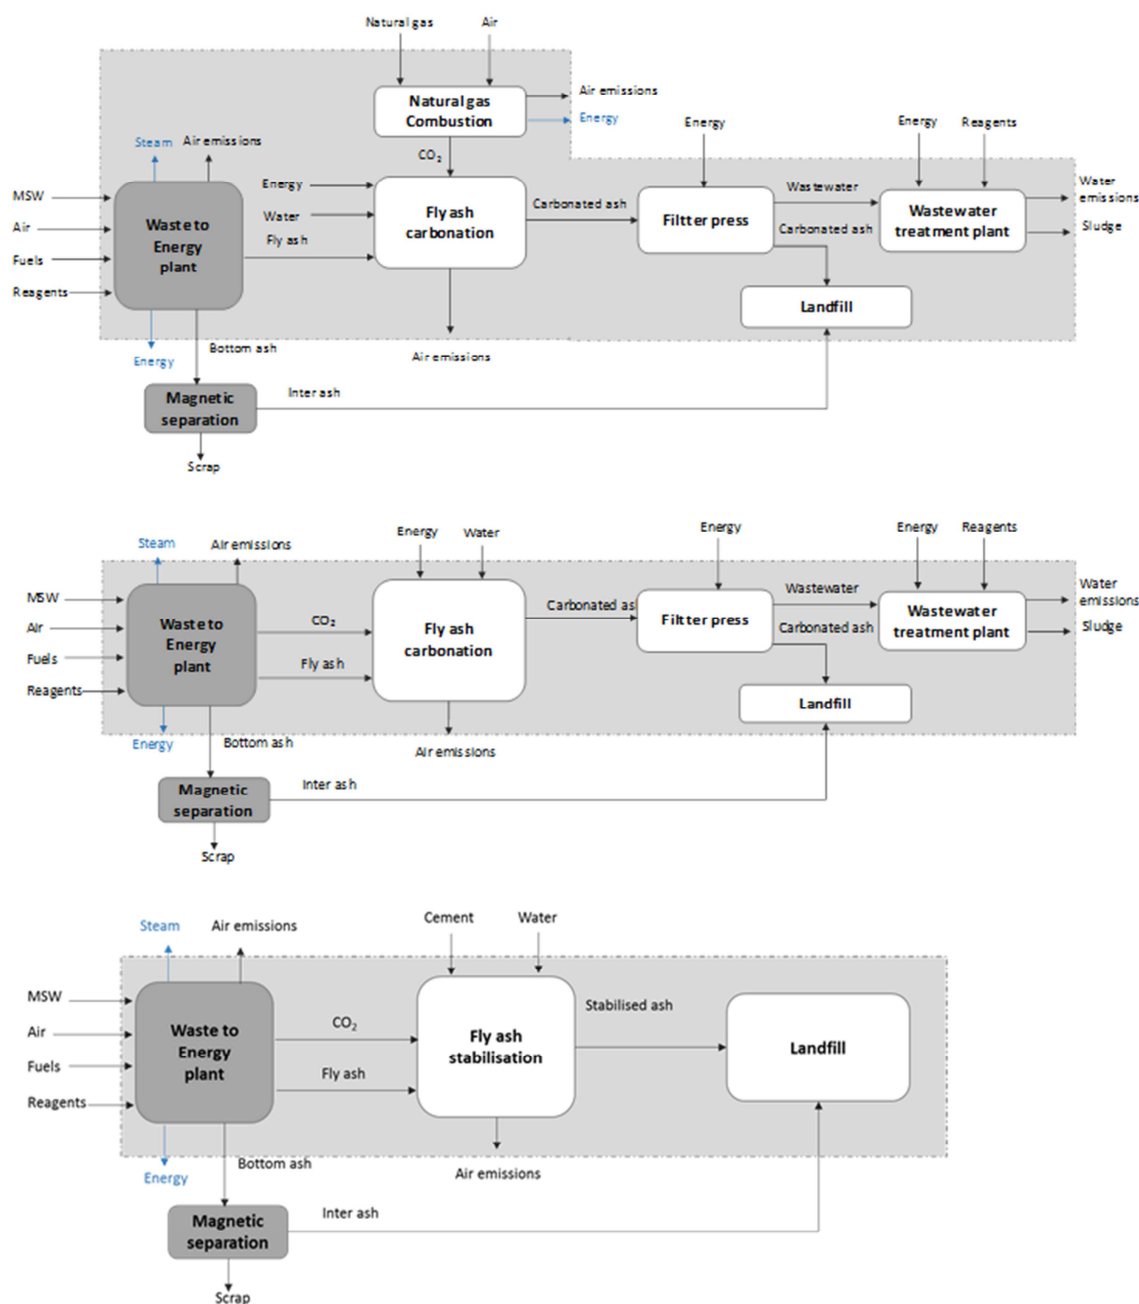 Natural gas
Air
Natural gas
Combustion
Air emissions
Energy
CO2
Steam
Air emissions
MSW
Air
Fuels
Reagents
Waste to
Energy
plant
Energy
Water
Fly ash
Fly ash
carbonation
Carbonated ash
Energy
Filtter press
Wastewater
Carbonated ash
Energy
Reagents
Wastewater
treatment plant
Water
emissions
Sludge
Landfill
Air emissions
Energy
Bottom ash
Magnetic
separation
Inter ash
Scrap
Steam
Air emissions
MSW
Air
Fuels
Reagents
Waste to
Energy
plant
CO2
Fly ash
Energy
Water
Fly ash
carbonation
Carbonated ash
Energy
Filtter press
Wastewater
Carbonated ash
Energy
Reagents
Wastewater
treatment plant
Water
emissions
Sludge
Landfill
Air emissions
Energy
Bottom ash
Magnetic
separation
Inter ash
Scrap
Steam
Air emissions
MSW
Air
Fuels
Reagents
Waste to
Energy
plant
CO2
Fly ash
Cement
Water
Fly ash
stabilisation
Stabilised ash
Landfill
Air emissions
Energy
Bottom ash
Magnetic
separation
Inter ash
Scrap